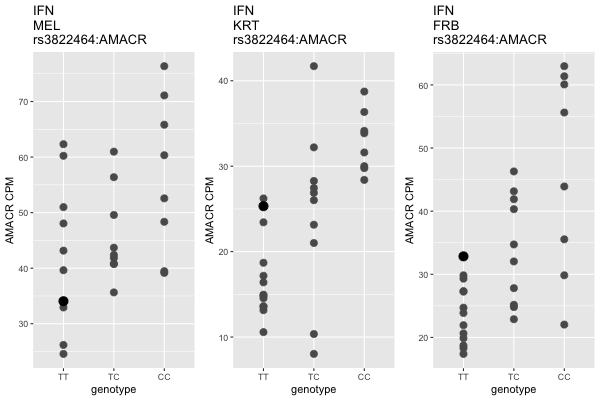 IFN
MEL
rs3822464:AMACR
AMACR CPM
70
60
50
40
30
TT
TC
CC
genotype
IFN
KRT
rs3822464:AMACR
AMACR CPM
40
30
20
10
TT
TC
CC
genotype
IFN
FRB
rs3822464:AMACR
AMACR CPM
60
50
40
30
20
TT
TC
CC
genotype